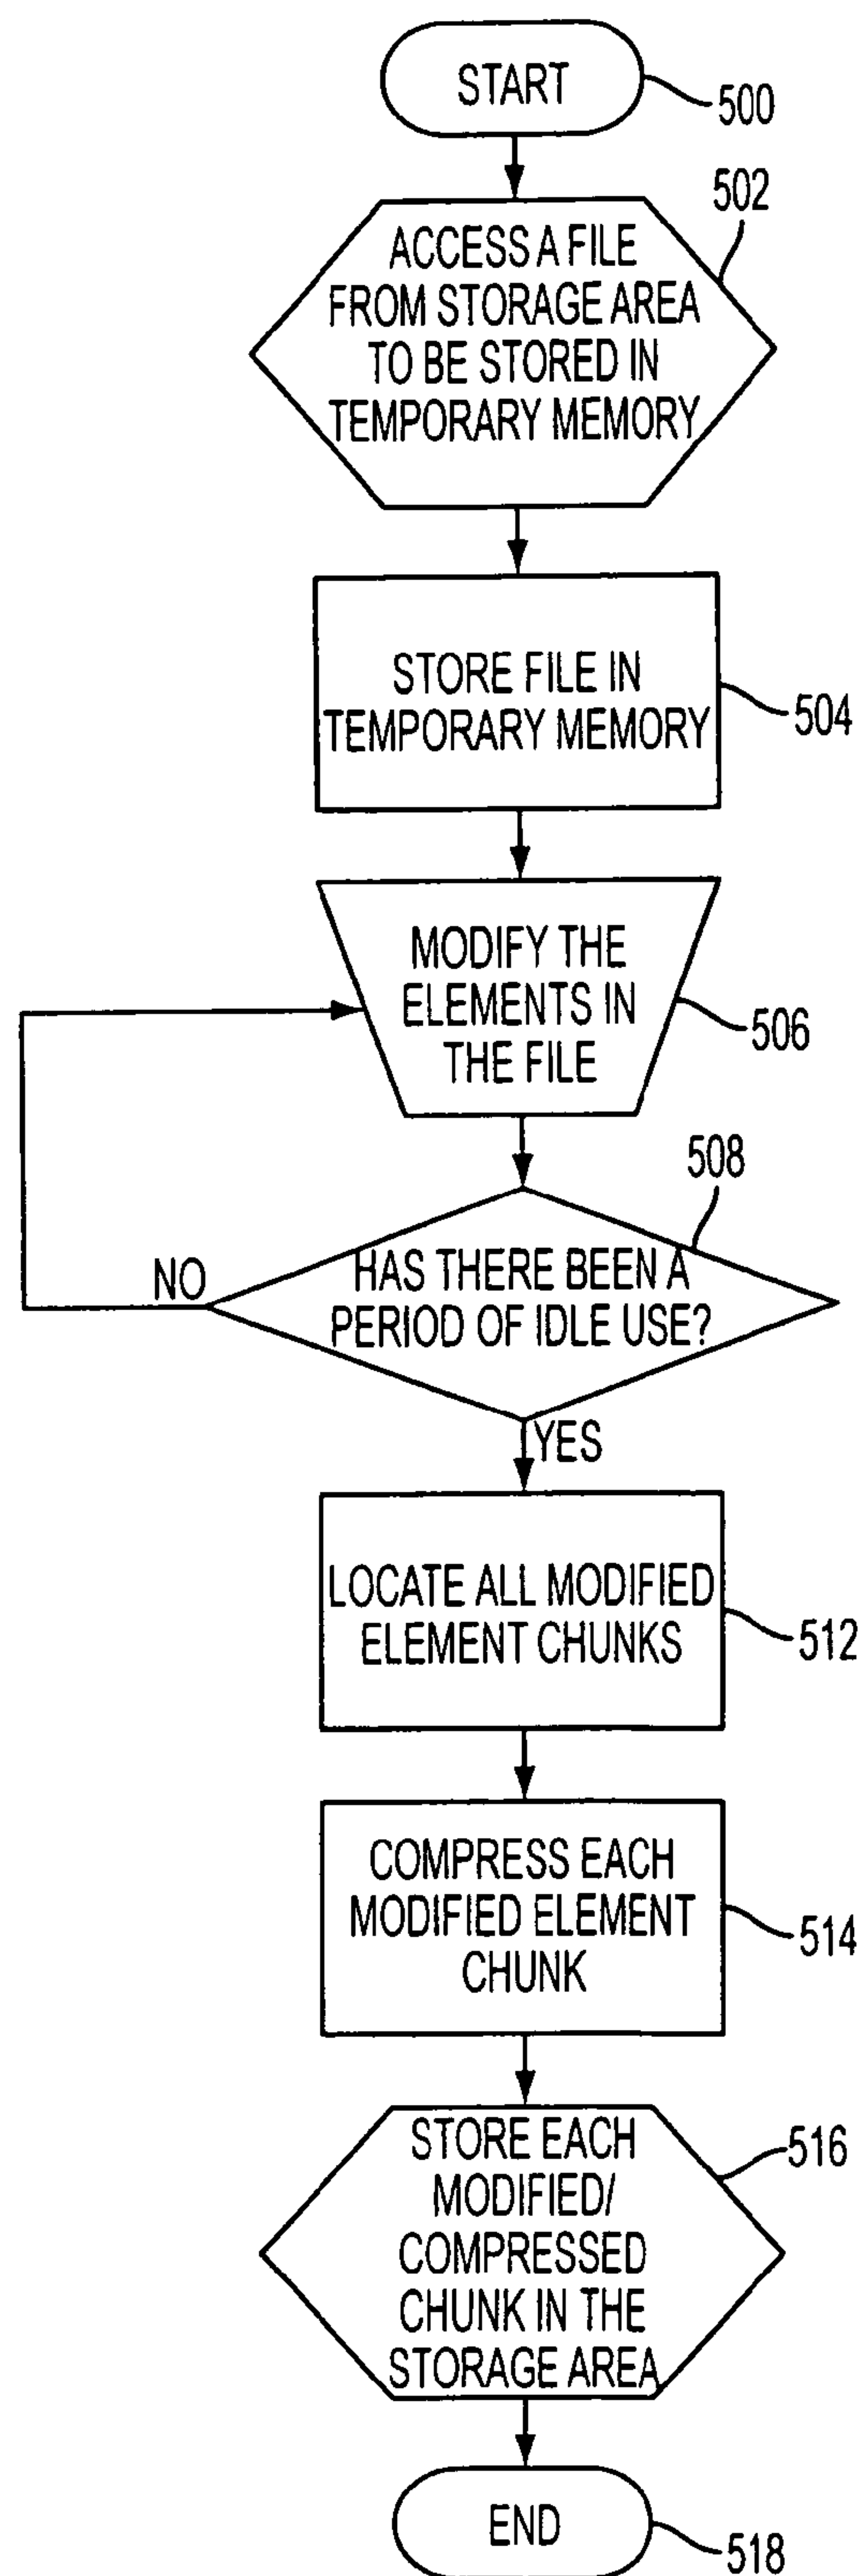 START
500
502
ACCESS A FILE
FROM STORAGE AREA
TO BE STORED IN
TEMPORARY MEMORY
STORE FILE IN
TEMPORARY MEMORY
504
MODIFY THE
ELEMENTS IN
THE FILE
506
508
HAS THERE BEEN A
PERIOD OF IDLE USE?
NO
YES
LOCATE ALL MODIFIED
ELEMENT CHUNKS
512
COMPRESS EACH
MODIFIED ELEMENT
CHUNK
514
STORE EACH
MODIFIED/
COMPRESSED
CHUNK IN THE
STORAGE AREA
516
END
518